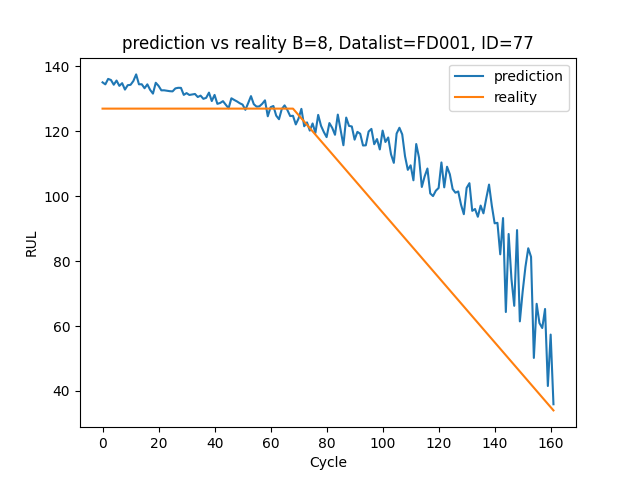 prediction vs reality B=8, Datalist=FD001, ID=77
prediction
reality
RUL
140
120
100
80
60
40
0 20 40 60 80 100 120 140 160
Cycle